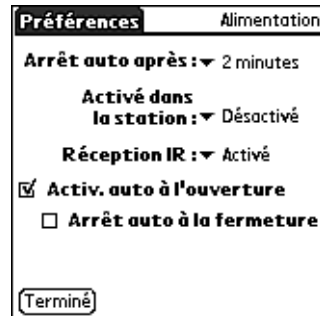 Préférences Alimentation
Arrêt auto après : 2 minutes
Activé dans
la station : Désactivé
Réception IR : Activé
Activ. auto à l'ouverture
Arrêt auto à la fermeture
Terminé